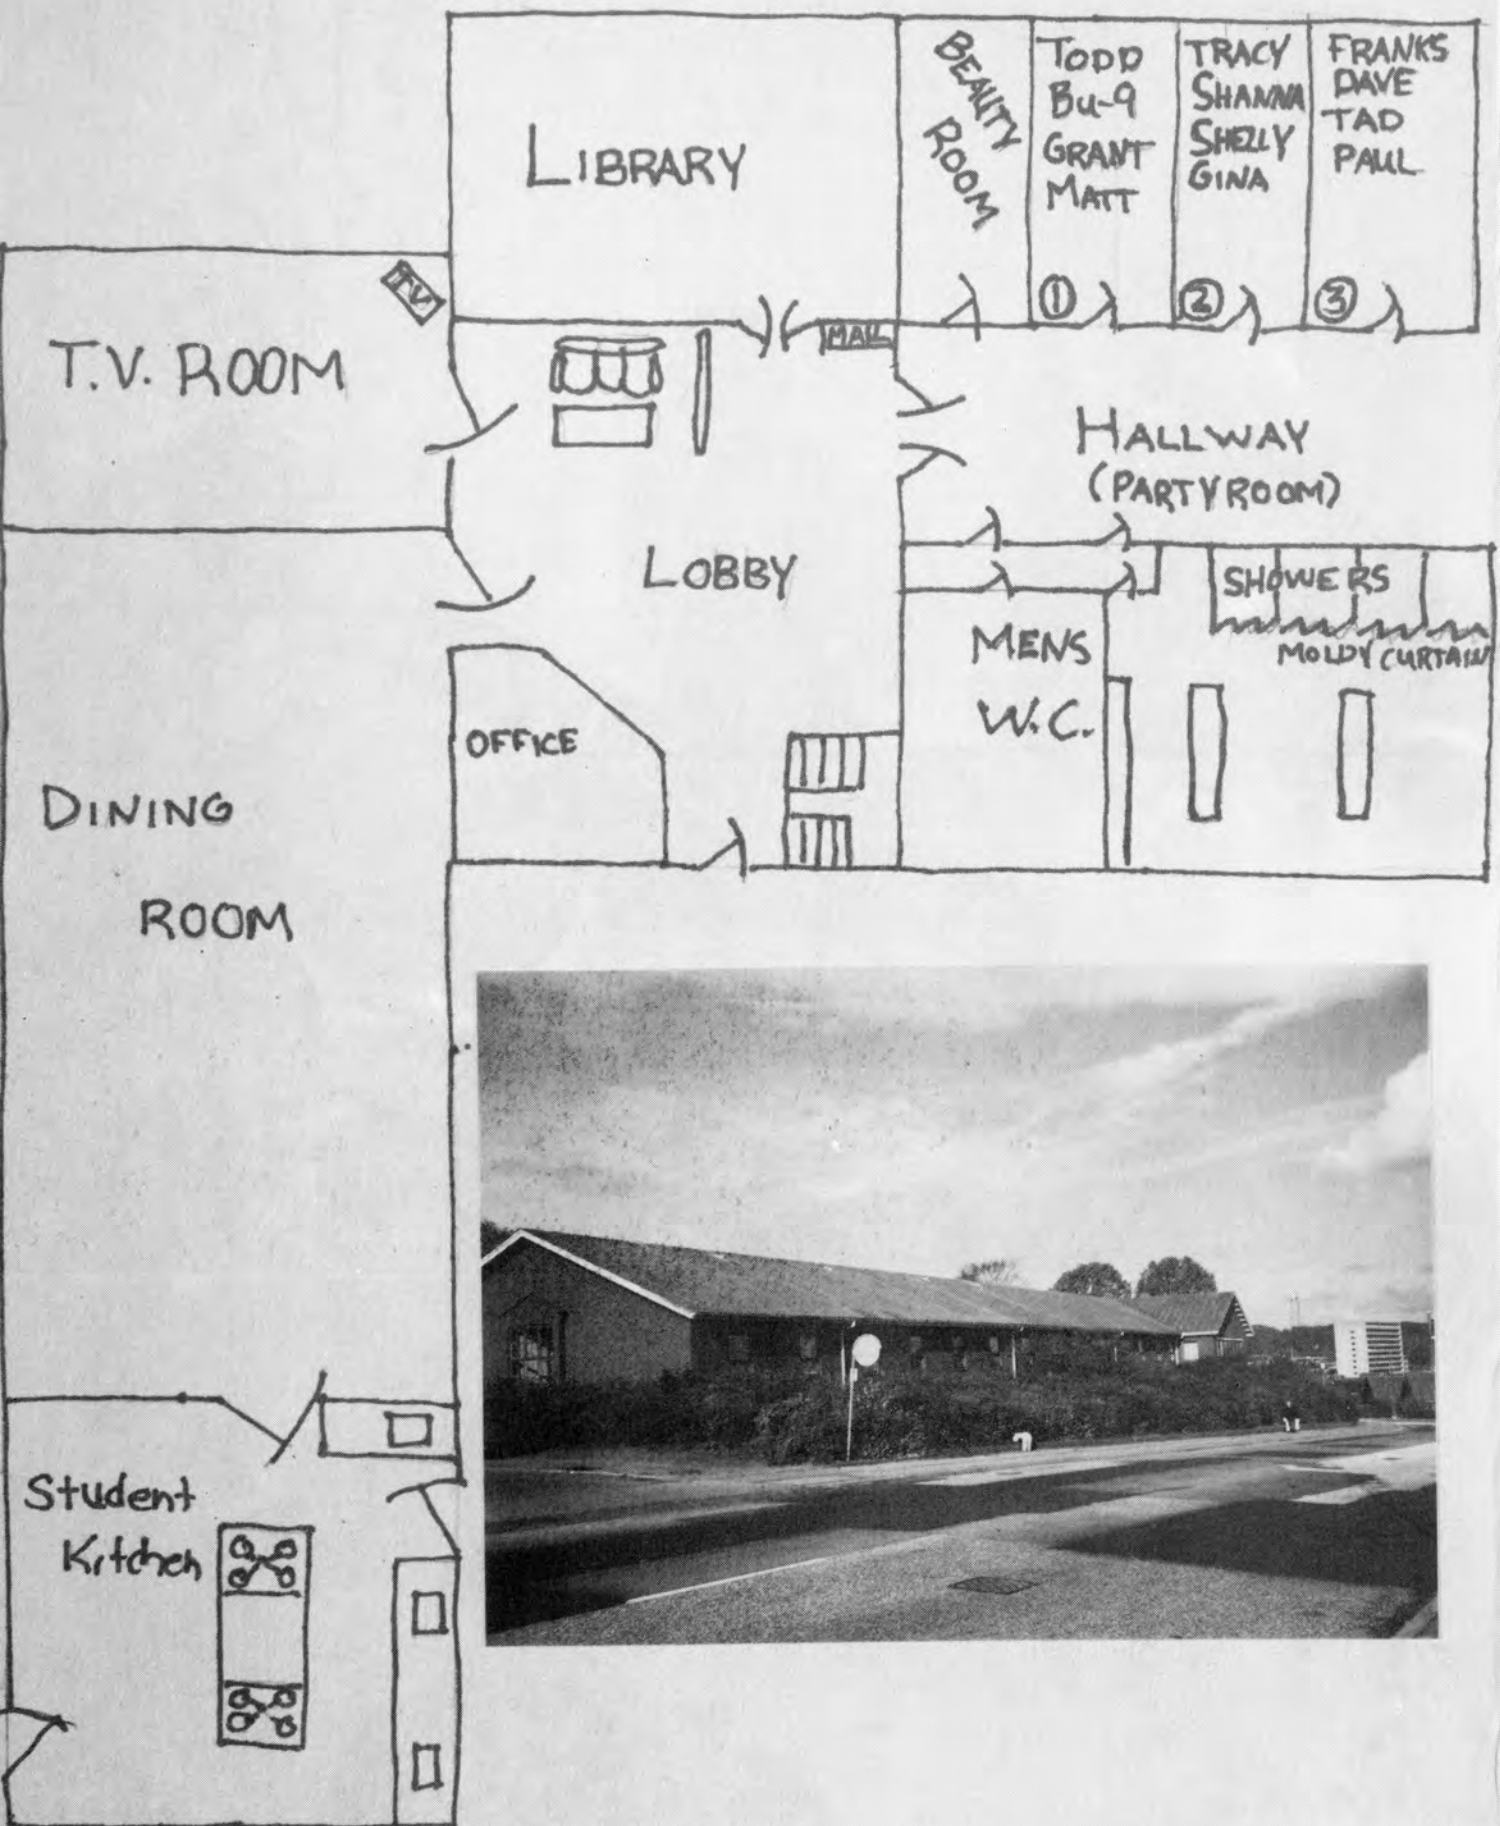 LIBRARY
BEAUTY
ROOM
TODD
Bu-9
GRANT
MATT
①
TRACY
SHANNA
SHELLY
GINA
②
FRANKS
DAVE
TAD
PAUL
③
TV
T.V. ROOM
MAIL
HALLWAY
(PARTY ROOM)
LOBBY
SHOWERS
MOLDY CURTAIN
MENS
W.C.
OFFICE
DINING
ROOM
Student
Kitchen